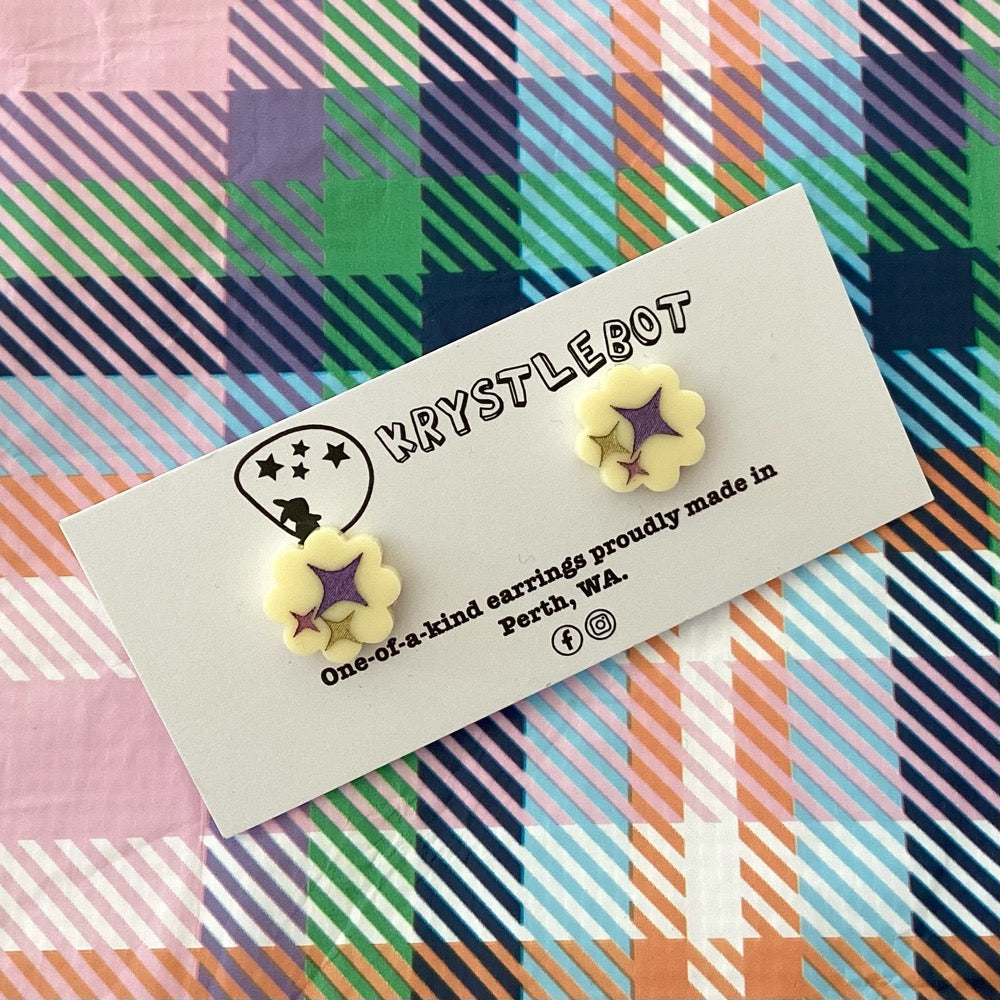 KRYSTLEBOT
One-of-a-kind earrings proudly made in
Perth, WA.